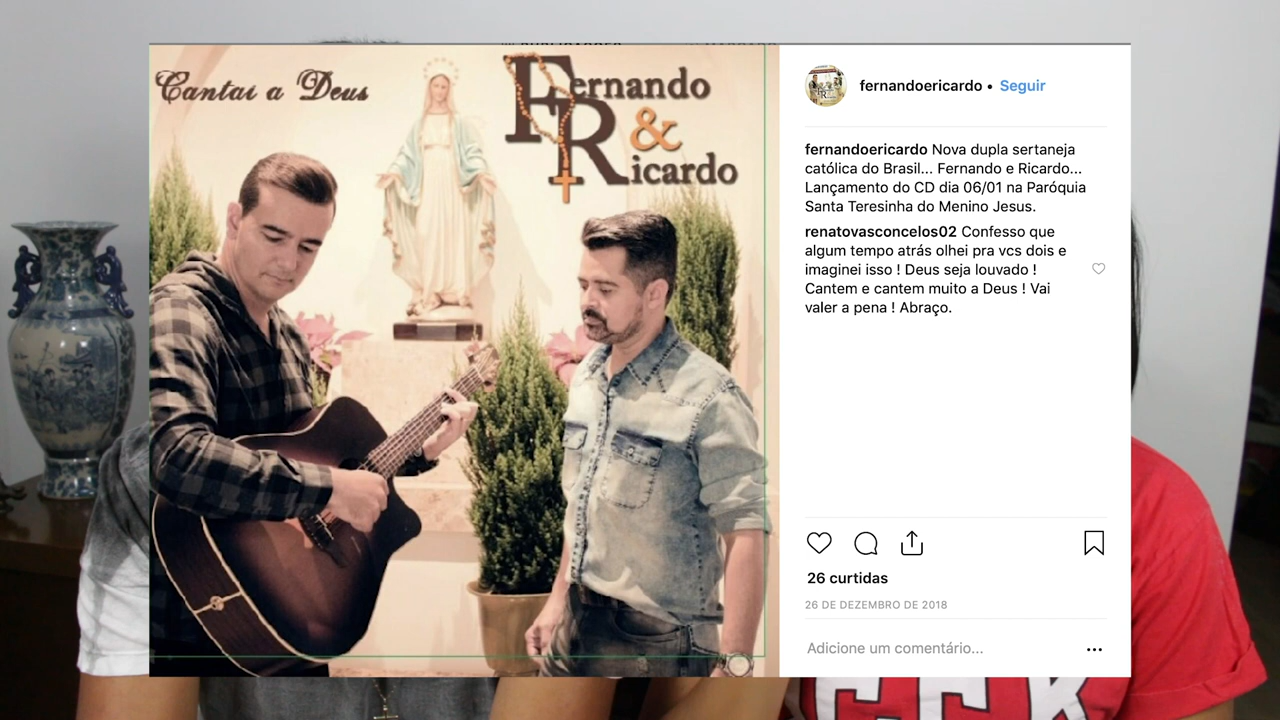 Cantai a Deus
Fernando
&
Ricardo
fernandoericardo • Seguir
fernandoericardo Nova dupla sertaneja
católica do Brasil... Fernando e Ricardo...
Lançamento do CD dia 06/01 na Paróquia
Santa Teresinha do Menino Jesus.
renatovasconcelos02 Confesso que
algum tempo atrás olhei pra vcs dois e
imaginei isso ! Deus seja louvado !
Cantem e cantem muito a Deus ! Vai
valer a pena ! Abraço.
26 curtidas
26 DE DEZEMBRO DE 2018
Adicione um comentário...